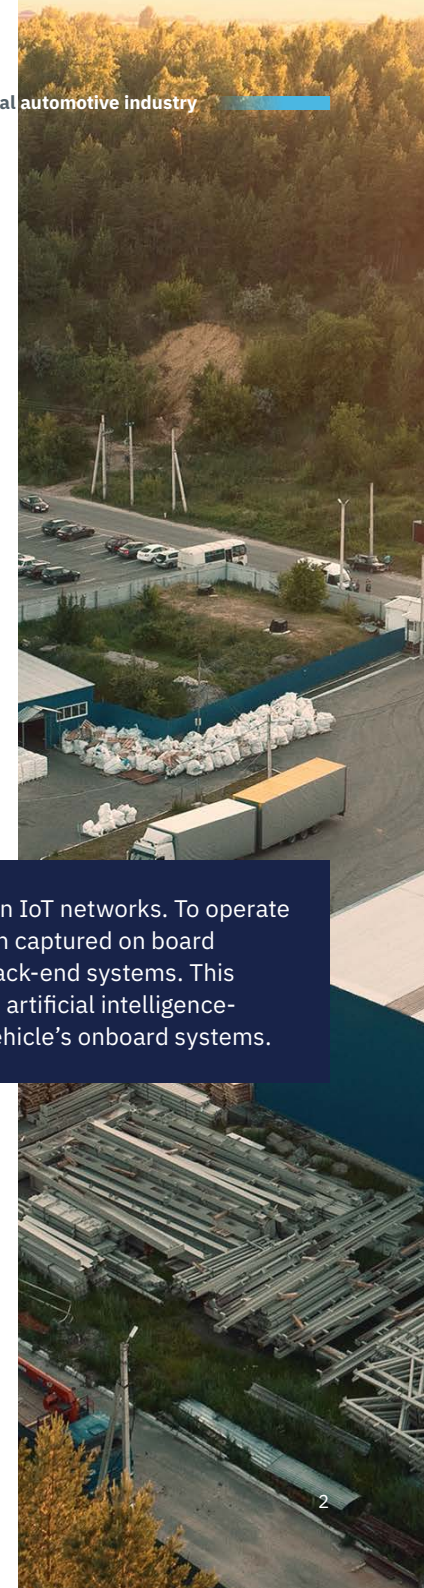 al automotive industry
n IoT networks. To operate
n captured on board
ack-end systems. This
artificial intelligence-
ehicle’s onboard systems.
2